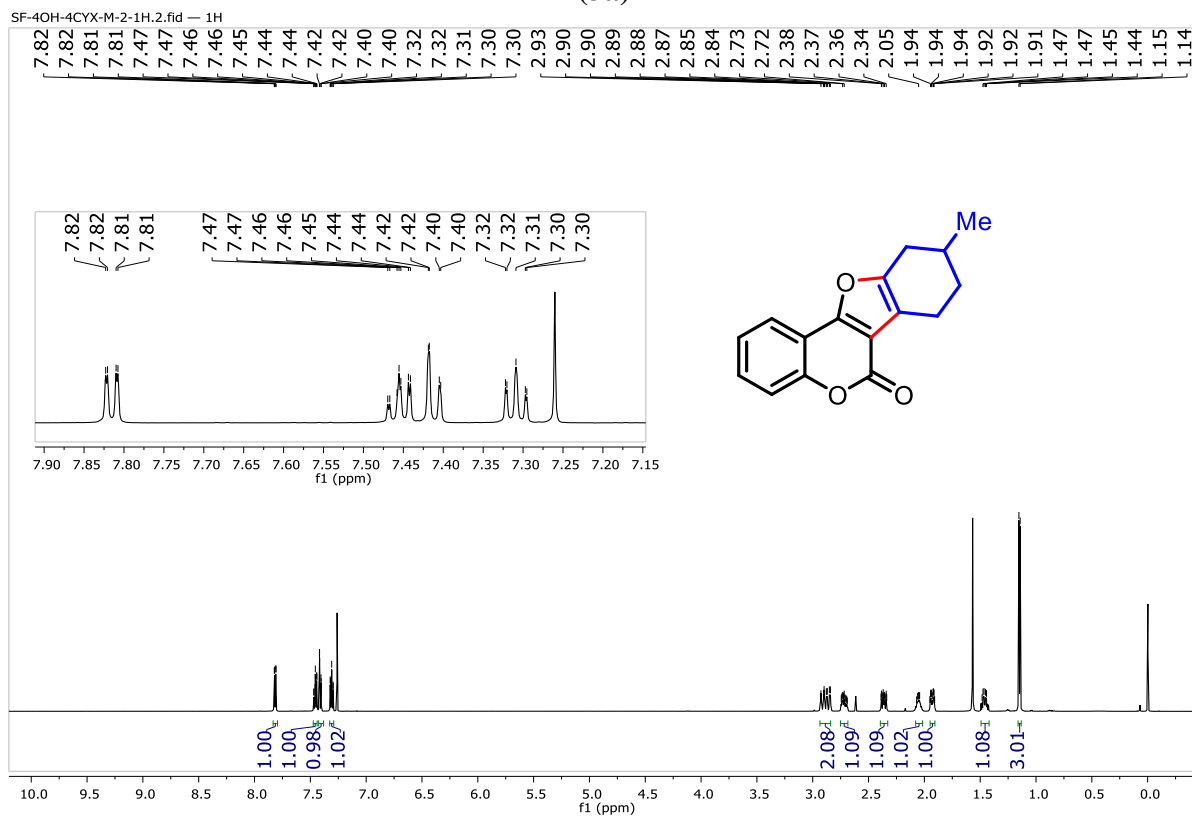 SF-4OH-4CYX-M-2-1H.2.fid — 1H
7.82 7.82 7.81 7.81 7.47 7.47 7.46 7.46 7.45 7.44 7.44 7.42 7.42 7.40 7.40 7.32 7.32 7.31 7.30 7.30 2.93 2.90 2.90 2.89 2.88 2.87 2.85 2.84 2.73 2.72 2.38 2.37 2.36 2.34 2.05 1.94 1.94 1.94 1.92 1.92 1.91 1.47 1.47 1.45 1.44 1.15 1.14
7.82 7.82 7.81 7.81 7.47 7.47 7.46 7.46 7.45 7.44 7.44 7.42 7.42 7.40 7.40 7.32 7.32 7.31 7.30 7.30
7.90 7.85 7.80 7.75 7.70 7.65 7.60 7.55 7.50 7.45 7.40 7.35 7.30 7.25 7.20 7.15
f1 (ppm)
Me
O
O
O
1.00 1.00 0.98 1.02 2.08 1.09 1.09 1.02 1.00 1.08 3.01
10.0 9.5 9.0 8.5 8.0 7.5 7.0 6.5 6.0 5.5 5.0 4.5 4.0 3.5 3.0 2.5 2.0 1.5 1.0 0.5 0.0
f1 (ppm)